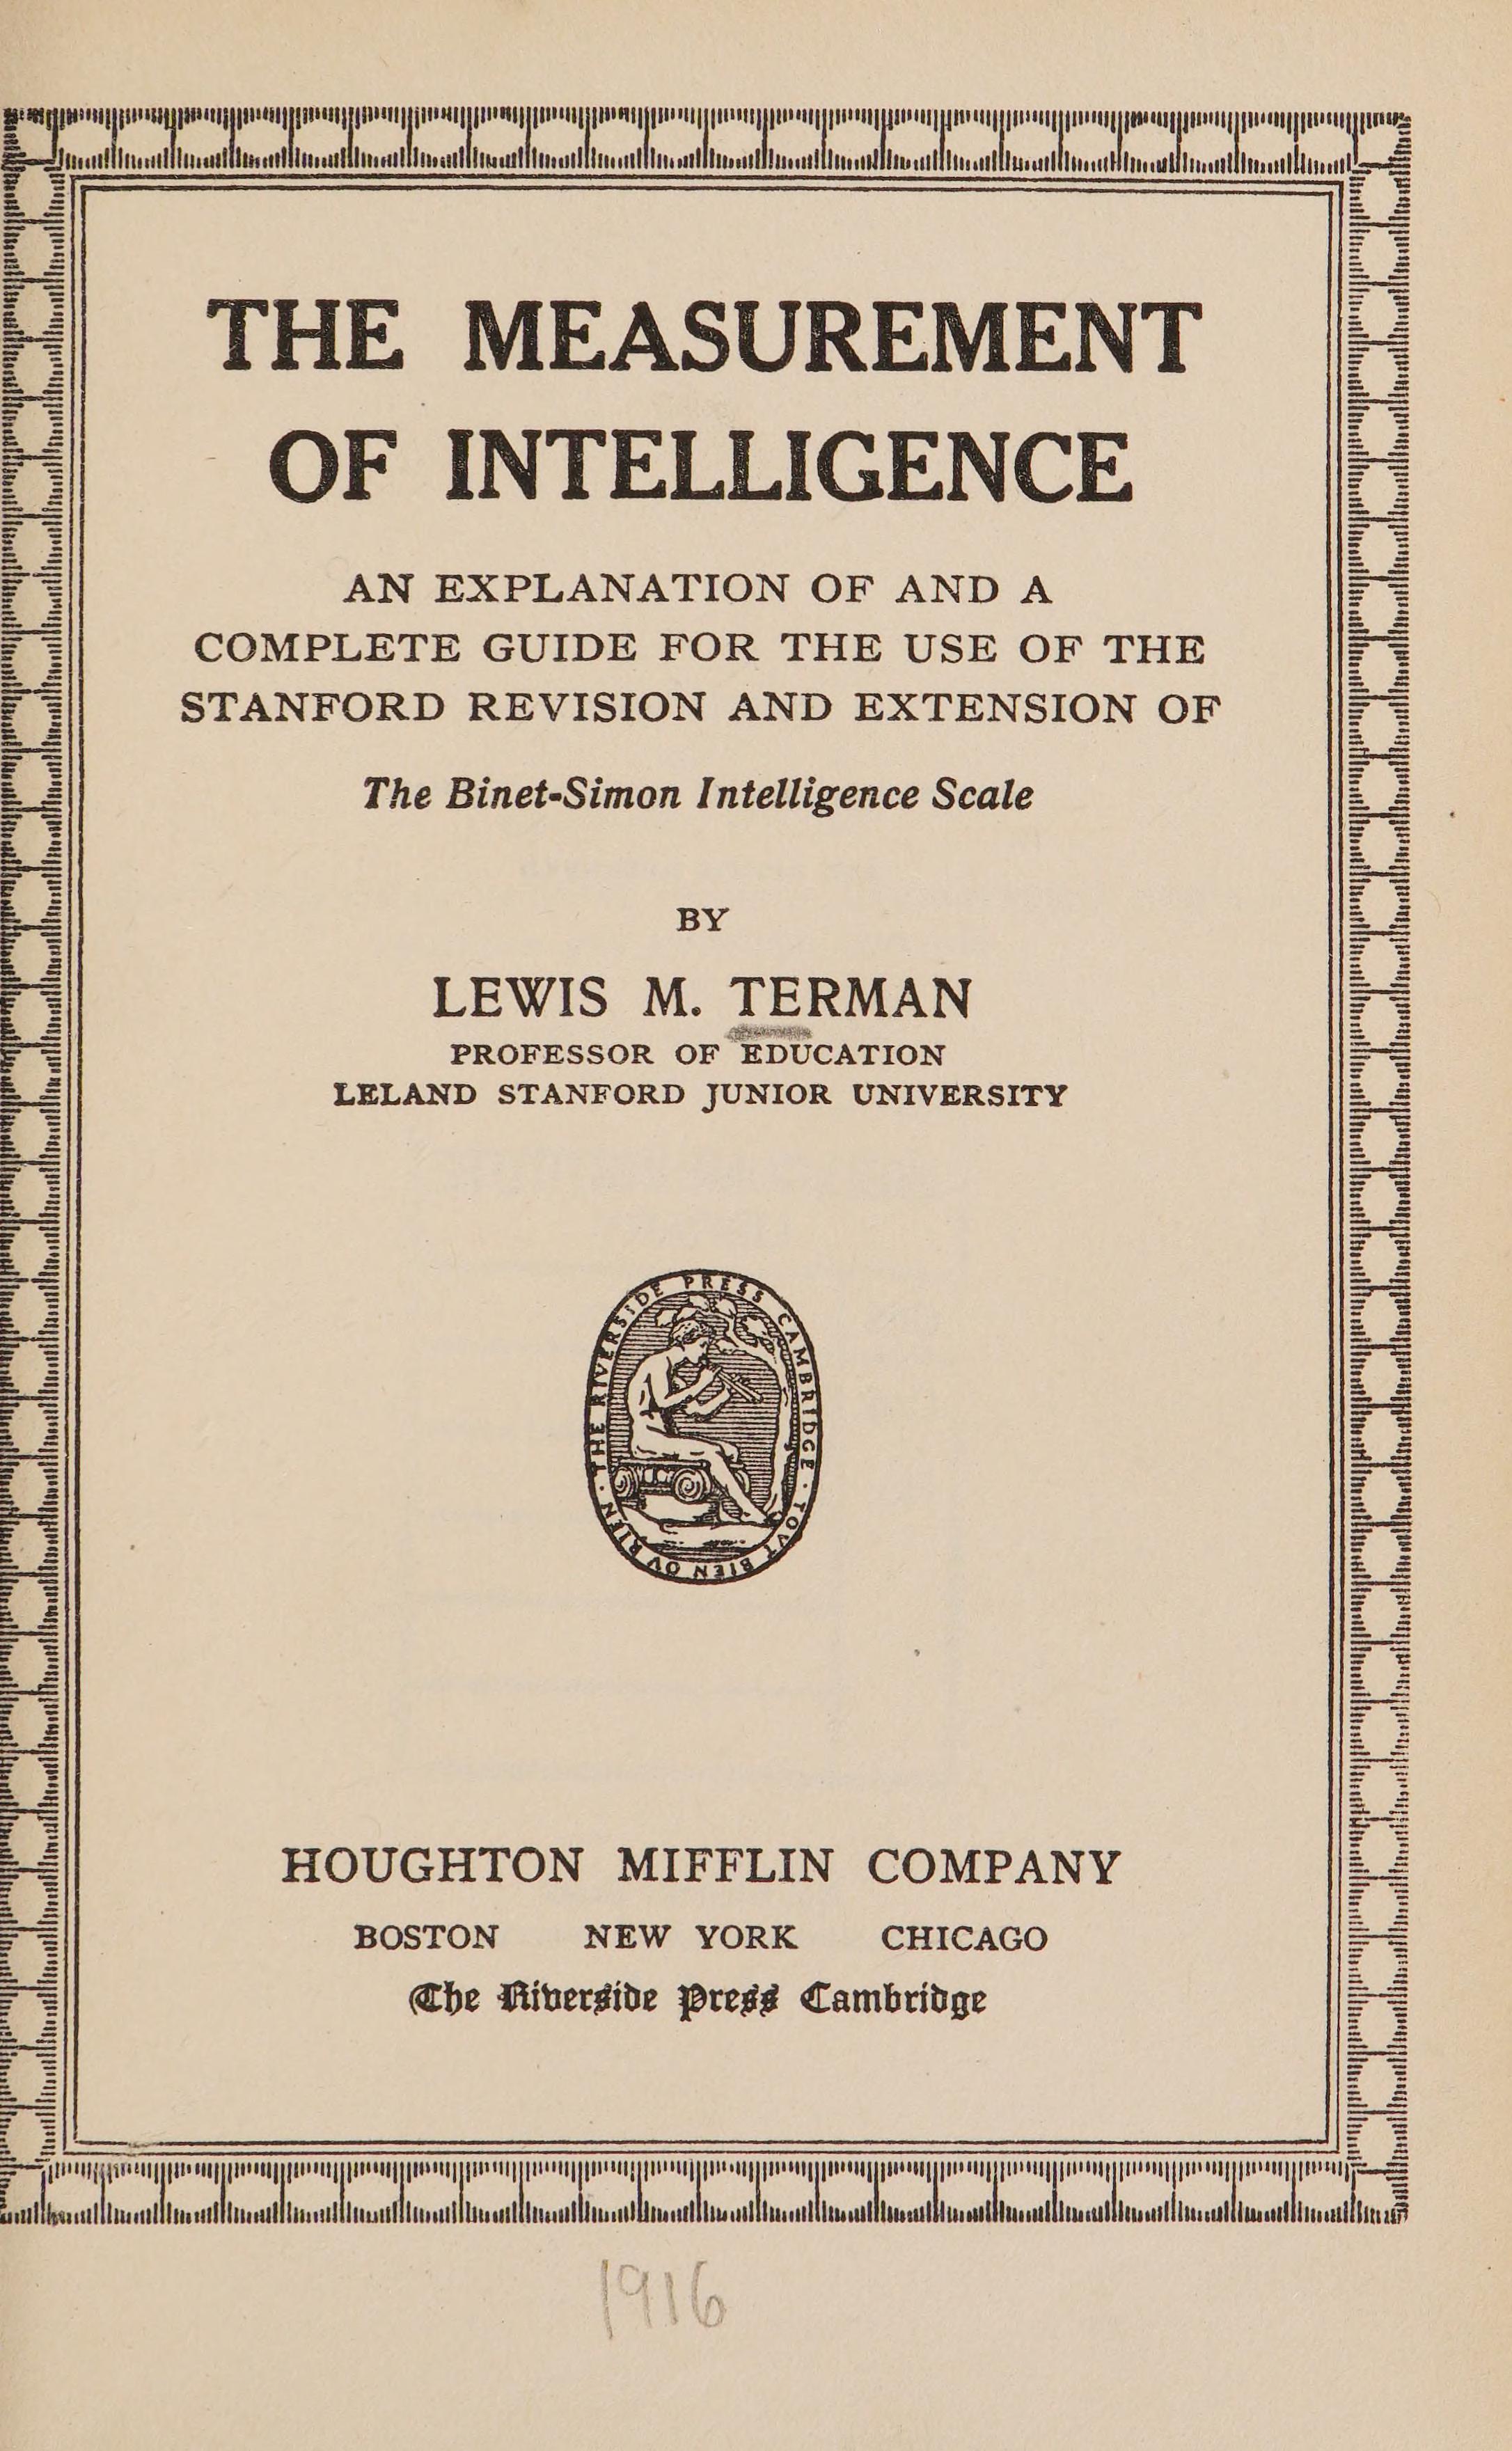 THE MEASUREMENT
OF INTELLIGENCE
AN EXPLANATION OF AND A
COMPLETE GUIDE FOR THE USE OF THE
STANFORD REVISION AND EXTENSION OF
The Binet-Simon Intelligence Scale
BY
LEWIS M. TERMAN
PROFESSOR OF EDUCATION
LELAND STANFORD JUNIOR UNIVERSITY
· THE RIVERSIDE PRESS CAMBRIDGE · TOVT BIEN OV RIEN
HOUGHTON MIFFLIN COMPANY
BOSTON NEW YORK CHICAGO
The Riverside Press Cambridge
1916